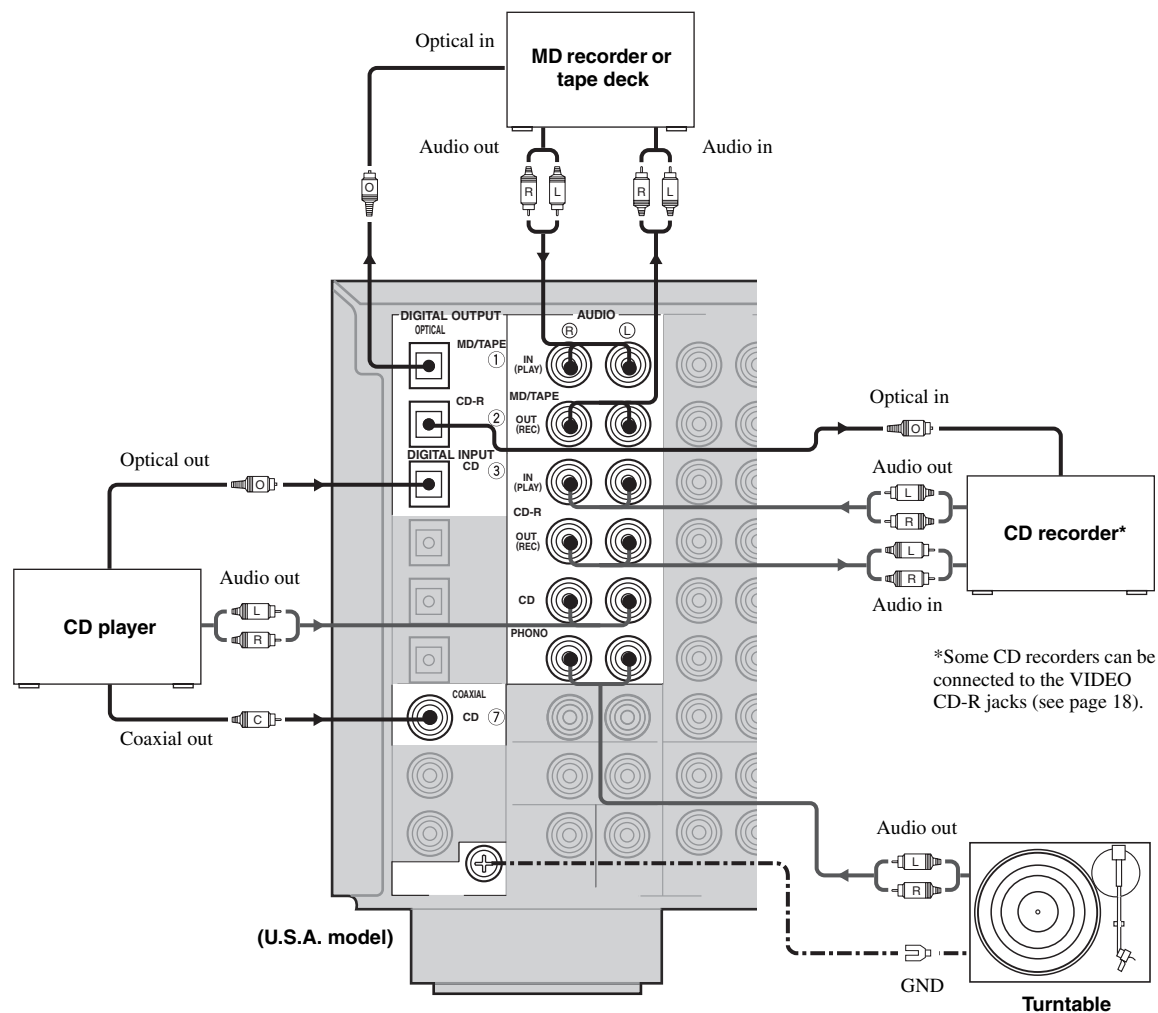 Optical in
MD recorder or
tape deck
Audio out
Audio in
O
R
L
R
L
DIGITAL OUTPUT
OPTICAL
AUDIO
R
L
MD/TAPE
1
IN
(PLAY)
MD/TAPE
CD-R
2
OUT
(REC)
Optical in
O
DIGITAL INPUT
CD
3
Optical out
O
IN
(PLAY)
CD-R
OUT
(REC)
Audio out
L
R
CD recorder*
L
R
Audio in
CD player
Audio out
L
R
CD
PHONO
*Some CD recorders can be
connected to the VIDEO
CD-R jacks (see page 18).
COAXIAL
CD
7
C
Coaxial out
Audio out
L
R
(U.S.A. model)
GND
Turntable